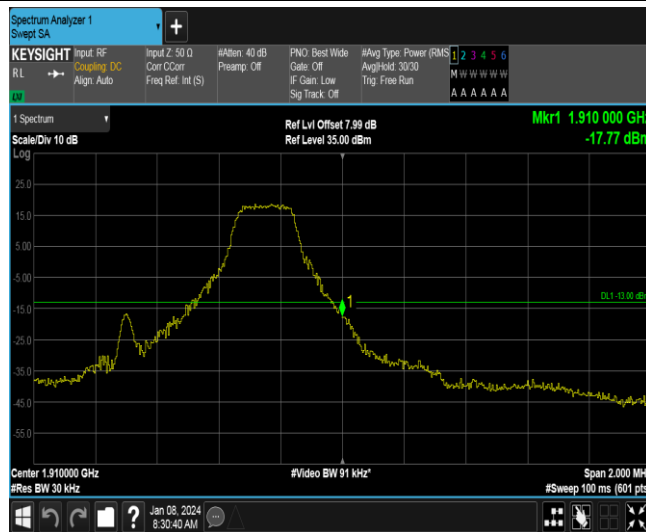 Spectrum Analyzer 1
Swept SA
+
KEYSIGHT
RL
Input: RF
Coupling: DC
Align: Auto
Input Z: 50 Ω
Corr CCorr
Freq Ref: Int (S)
#Atten: 40 dB
Preamp: Off
PNO: Best Wide
Gate: Off
IF Gain: Low
Sig Track: Off
#Avg Type: Power (RMS
Avg|Hold: 30/30
Trig: Free Run
1 2 3 4 5 6
M W W W W W
A A A A A A
1 Spectrum
Scale/Div 10 dB
Log
Ref Lvl Offset 7.99 dB
Ref Level 35.00 dBm
Mkr1 1.910 000 GHz
-17.77 dBm
25.0
15.0
5.00
-5.00
-15.0
-25.0
-35.0
-45.0
-55.0
DL1 -13.00 dBm
1
Center 1.910000 GHz
#Res BW 30 kHz
#Video BW 91 kHz*
Span 2.000 MH
#Sweep 100 ms (601 pts
?
Jan 08, 2024
8:30:40 AM